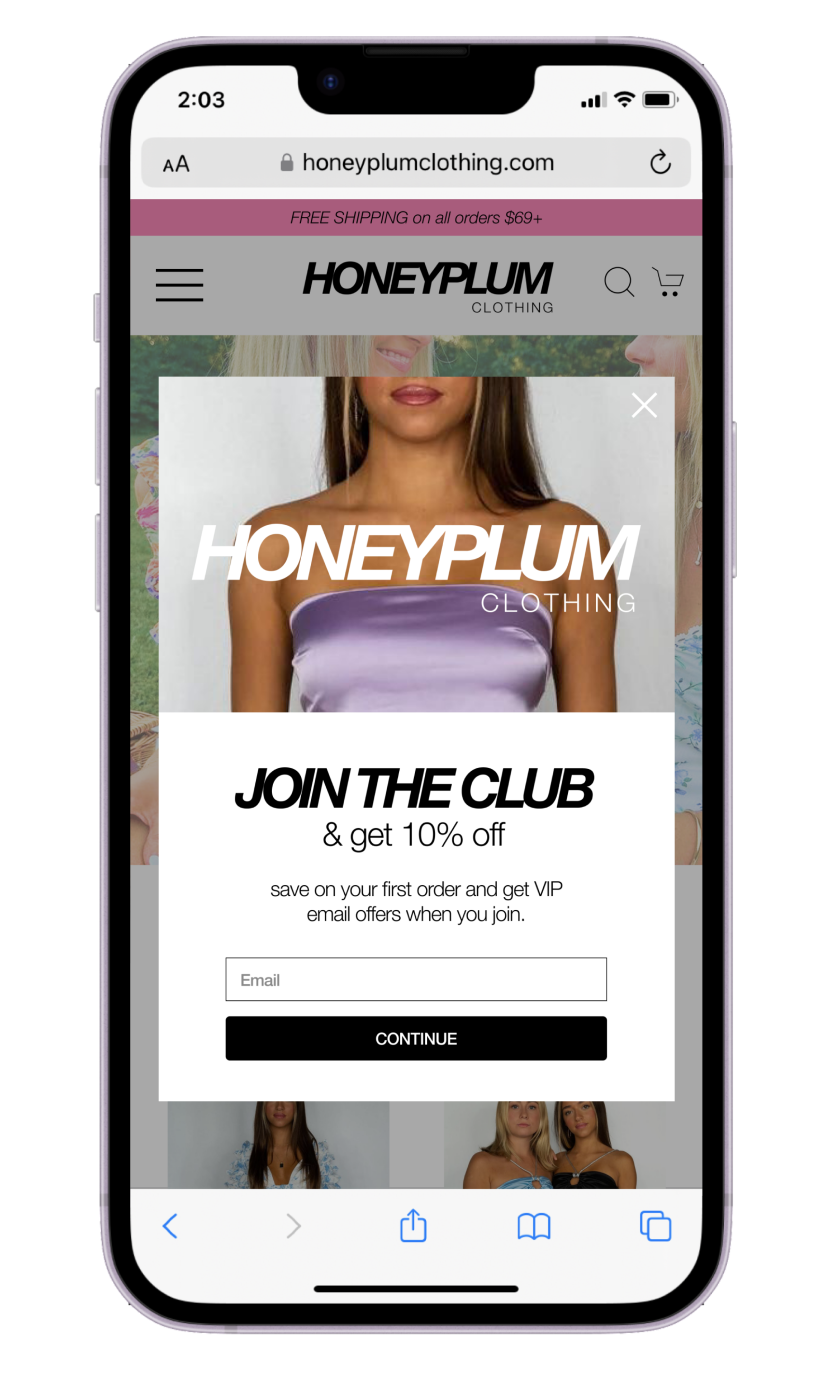 2:03
AA
honeyplumclothing.com
FREE SHIPPING on all orders $69+
HONEYPLUM
CLOTHING
HONEYPLUM
CLOTHING
JOIN THE CLUB
& get 10% off
save on your first order and get VIP
email offers when you join.
Email
CONTINUE